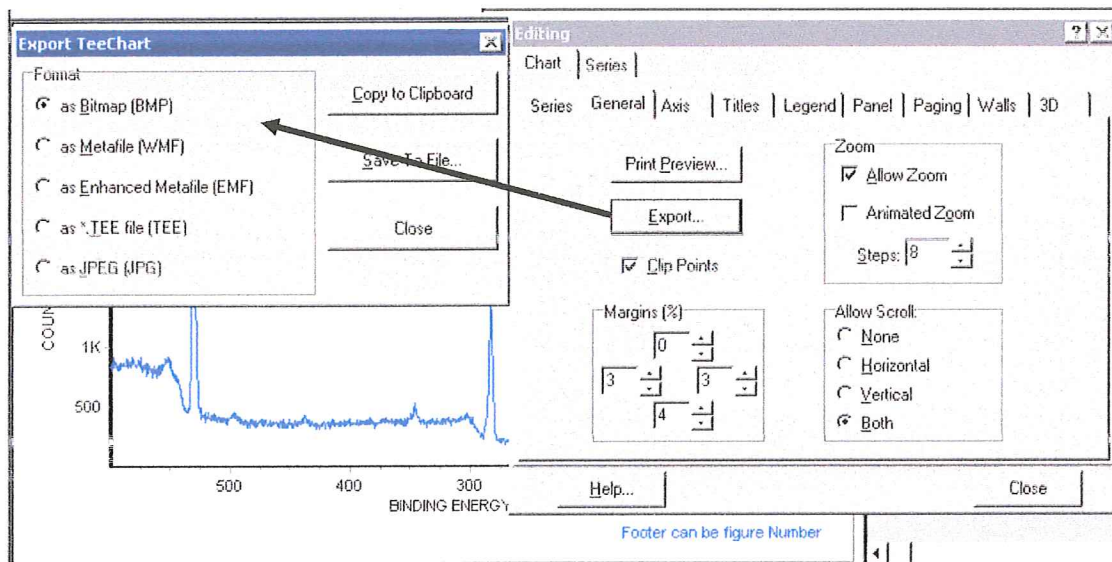 Export TeeChart
Format
as Bitmap (BMP)
as Metafile (WMF)
as Enhanced Metafile (EMF)
as *.TEE file (TEE)
as JPEG (JPG)
Copy to Clipboard
Save To File...
Close
Editing
Chart
Series
Series
General
Axis
Titles
Legend
Panel
Paging
Walls
3D
Print Preview...
Export...
Clip Points
Zoom
Allow Zoom
Animated Zoom
Steps: 8
Margins (%)
0
3
3
4
Allow Scroll:
None
Horizontal
Vertical
Both
Help...
Close
1K
500
500
400
300
BINDING ENERGY
Footer can be figure Number